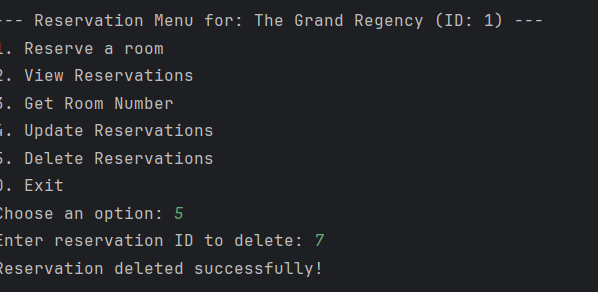 --- Reservation Menu for: The Grand Regency (ID: 1) ---
1. Reserve a room
2. View Reservations
3. Get Room Number
4. Update Reservations
5. Delete Reservations
0. Exit
Choose an option: 5
Enter reservation ID to delete: 7
Reservation deleted successfully!